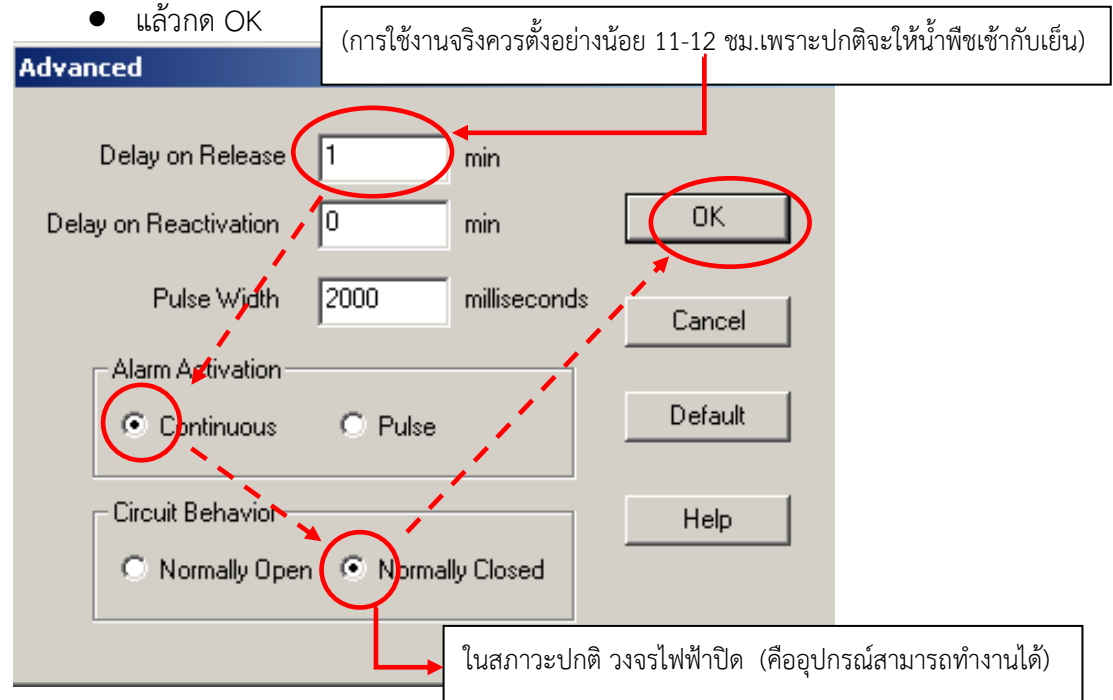 ● แล้วกด OK
(การใช้งานจริงควรตั้งอย่างน้อย 11-12 ชม.เพราะปกติจะให้น้ำพืชเช้ากับเย็น)
Advanced
Delay on Release 1 min
Delay on Reactivation 0 min
OK
Pulse Width 2000 milliseconds
Cancel
Alarm Activation
Continuous Pulse
Default
Circuit Behavior
Help
Normally Open Normally Closed
ในสภาวะปกติ วงจรไฟฟ้าปิด (คืออุปกรณ์สามารถทำงานได้)